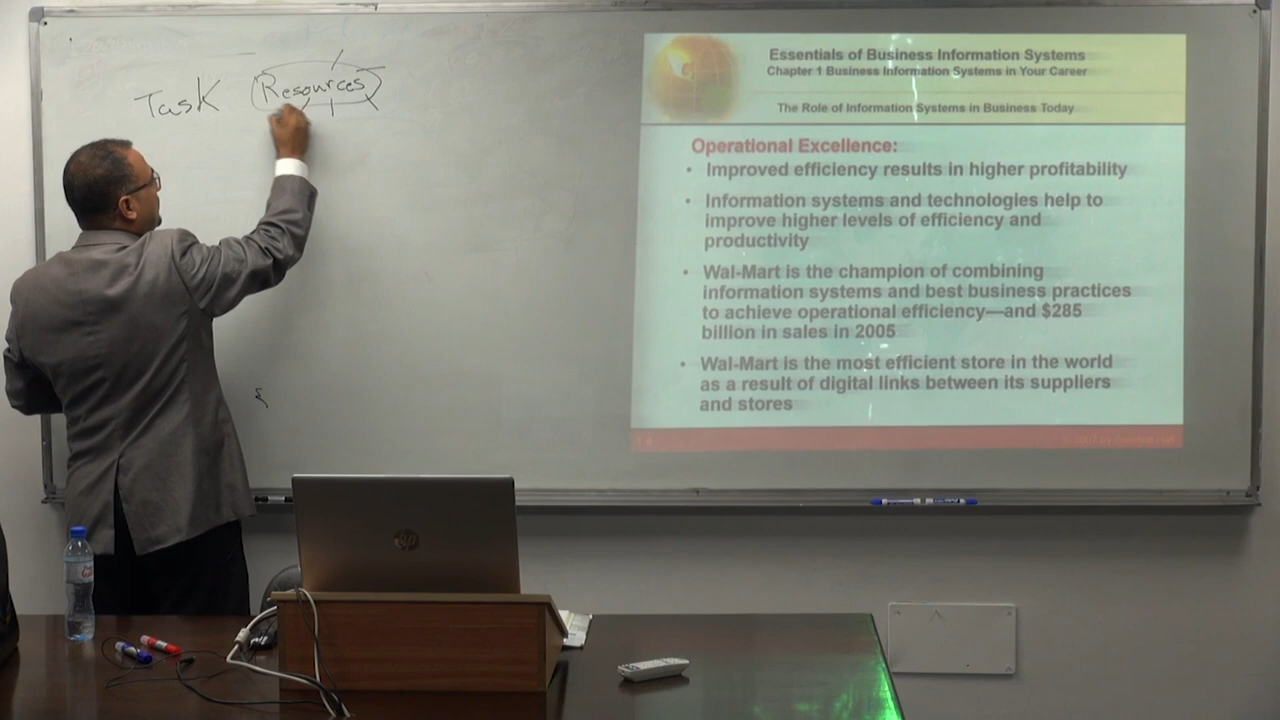 Task Resources
Essentials of Business Information Systems
Chapter 1 Business Information Systems in Your Career
The Role of Information Systems in Business Today
Operational Excellence:
• Improved efficiency results in higher profitability
• Information systems and technologies help to
improve higher levels of efficiency and
productivity
• Wal-Mart is the champion of combining
information systems and best business practices
to achieve operational efficiency—and $285
billion in sales in 2005
• Wal-Mart is the most efficient store in the world
as a result of digital links between its suppliers
and stores
hp